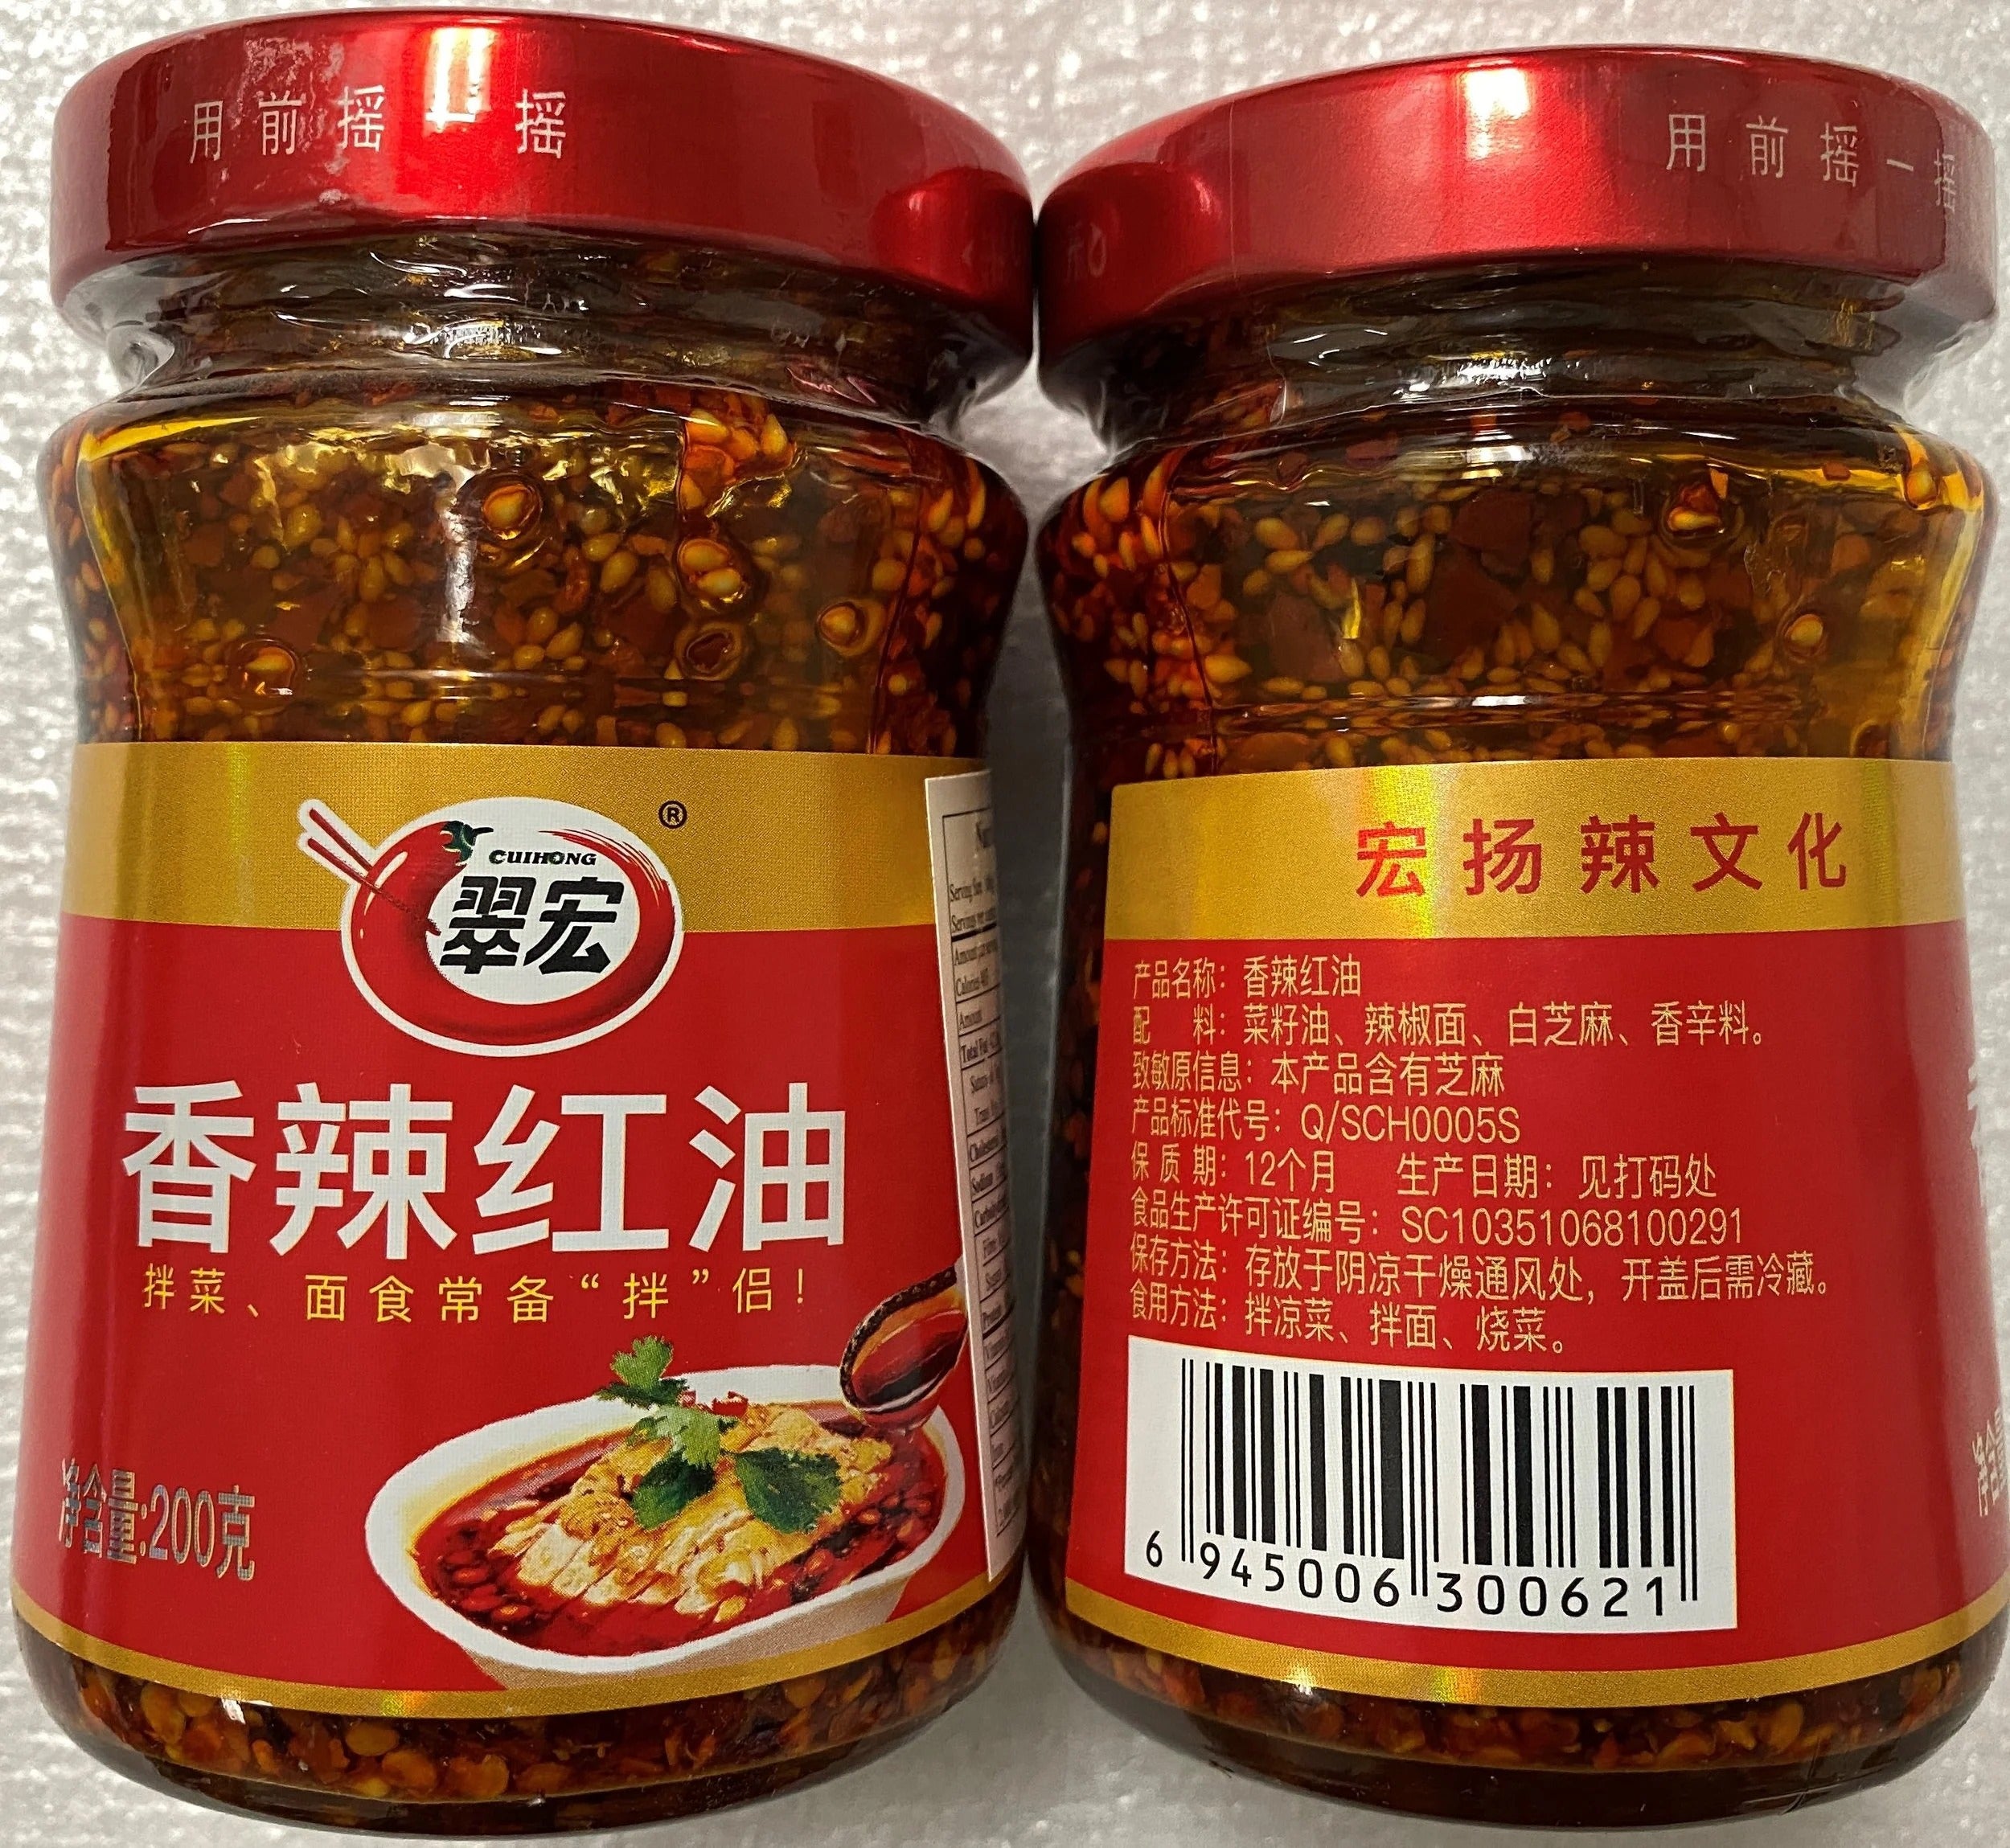 用前摇一摇
®
CUIHONG
翠宏
香辣红油
拌菜、面食常备“拌”侣！
净含量:200克
Calories
Amount
Total Fat
用前摇一摇
宏扬辣文化
产品名称：香辣红油
配 料：菜籽油、辣椒面、白芝麻、香辛料。
致敏原信息：本产品含有芝麻
产品标准代号：Q/SCH0005S
保 质 期：12个月 生产日期：见打码处
食品生产许可证编号：SC10351068100291
保存方法：存放于阴凉干燥通风处，开盖后需冷藏。
食用方法：拌凉菜、拌面、烧菜。
6 945006 300621